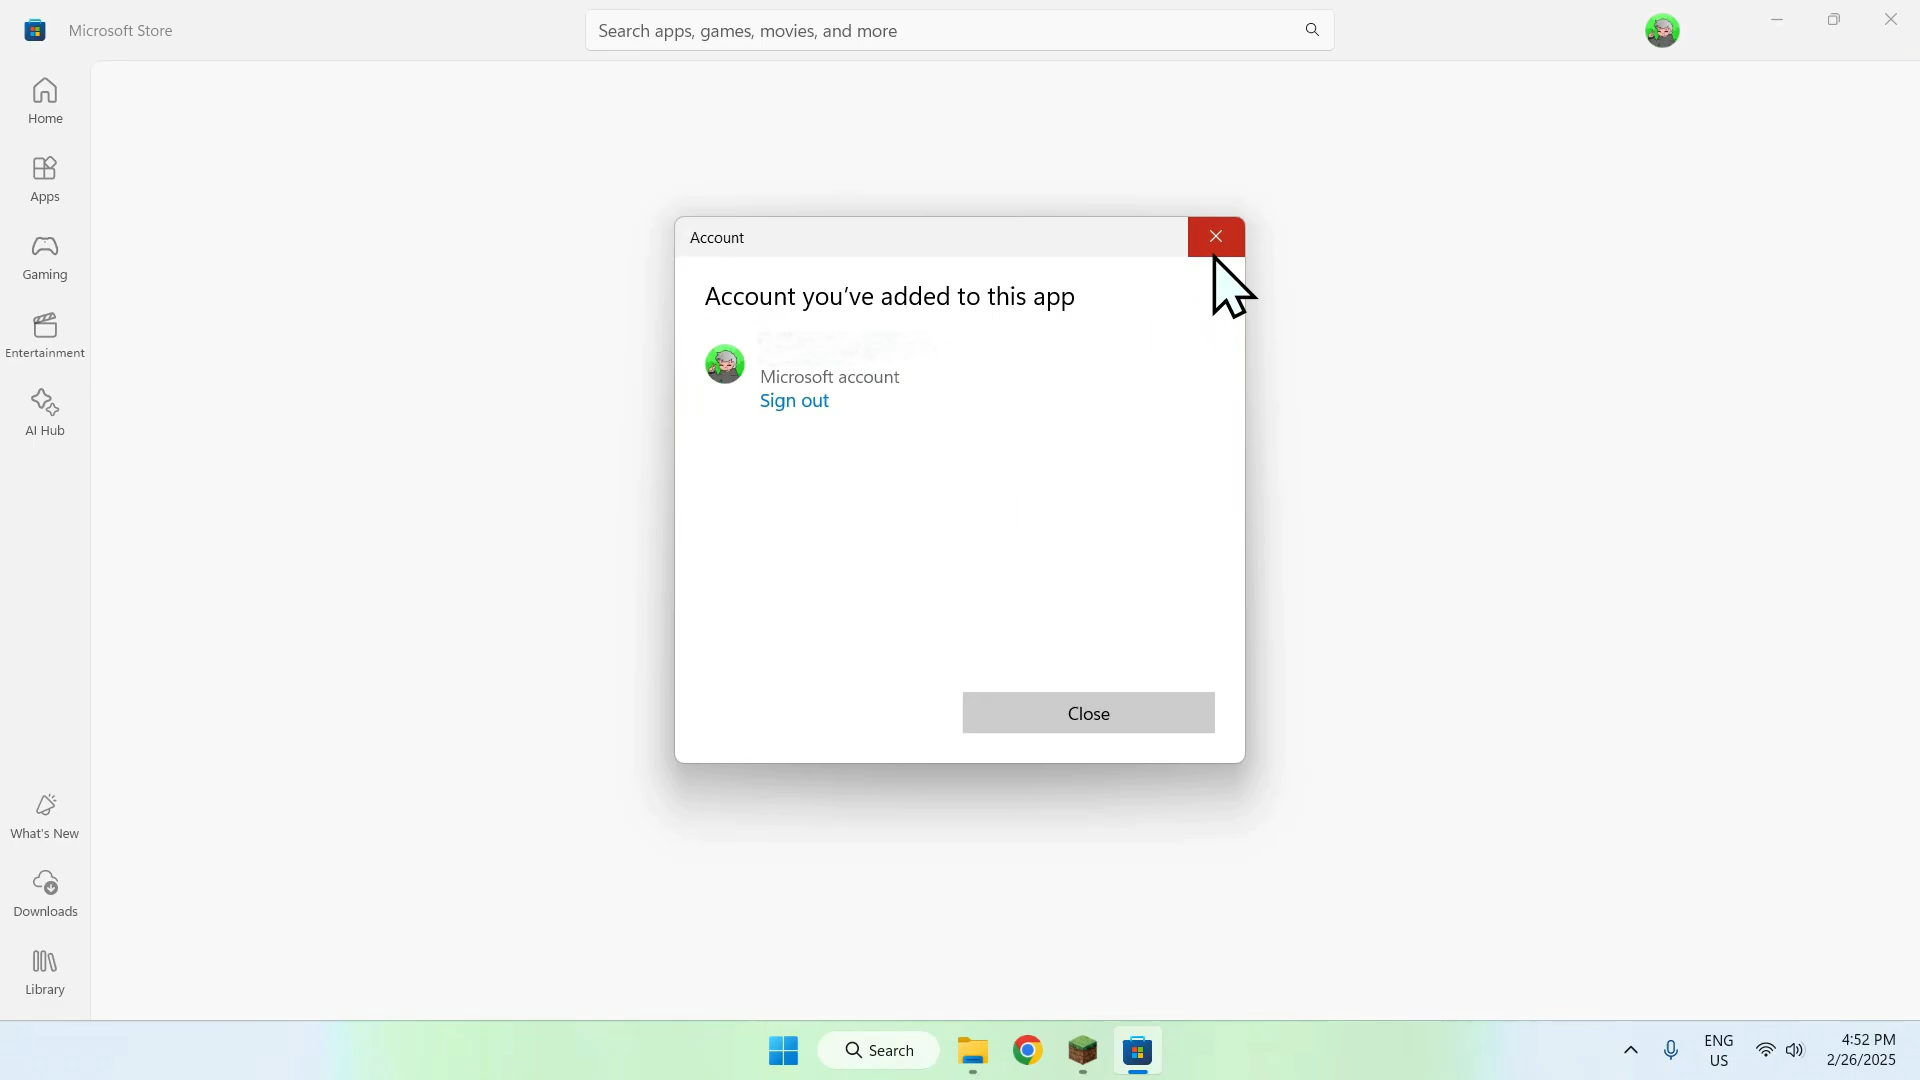 Microsoft Store
Search apps, games, movies, and more
Home
Apps
Gaming
Entertainment
AI Hub
What's New
Downloads
Library
Account
Account you've added to this app
Microsoft account
Sign out
Close
Search
ENG
US
4:52 PM
2/26/2025